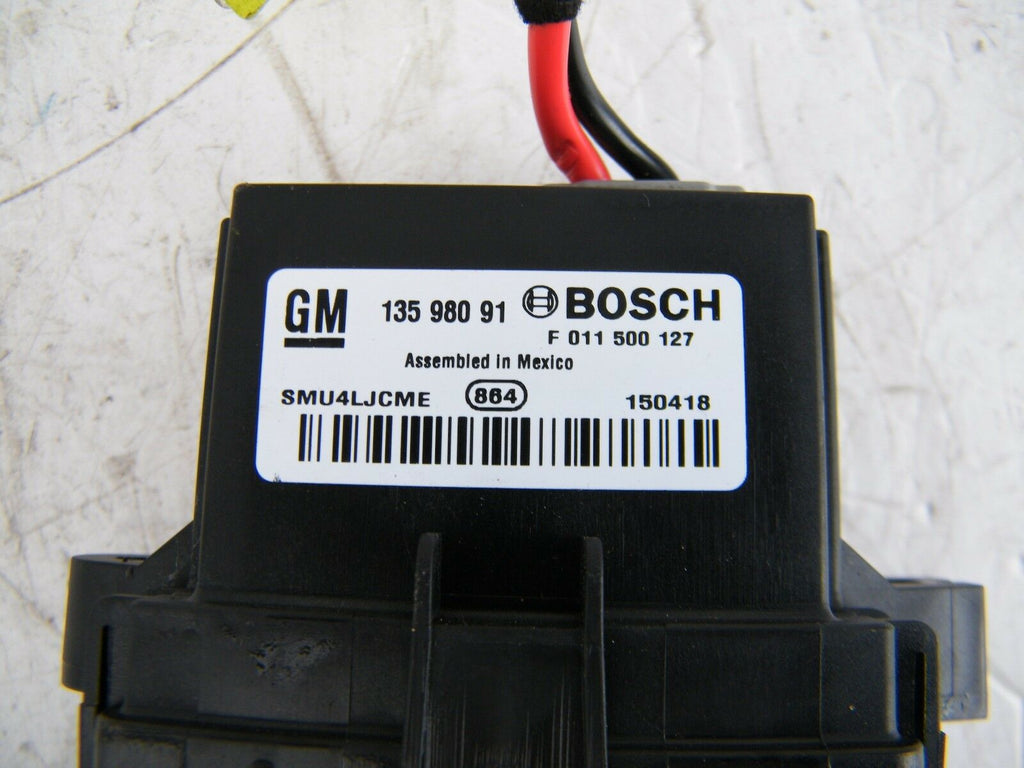 GM 135 980 91 BOSCH
F 011 500 127
Assembled in Mexico
SMU4LJCME 864 150418